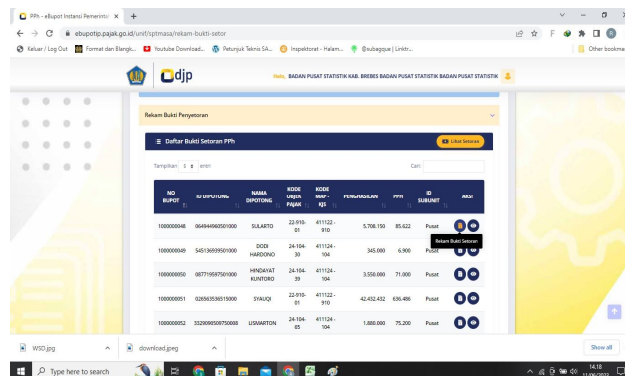 PPh - eBupot Instansi Pemerintah
ebupotip.pajak.go.id/unit/sptmasa/rekam-bukti-setor
Keluar / Log Out Format dan Blangk... Youtube Download... Petunjuk Teknis SA... Inspektorat - Halam... @subagque | Linktr... Other bookmarks
djp
Halo, BADAN PUSAT STATISTIK KAB. BREBES BADAN PUSAT STATISTIK BADAN PUSAT STATISTIK
Rekam Bukti Penyetoran
Daftar Bukti Setoran PPh
Lihat Setoran
Tampilkan 5 entri
Cari:
NO BUPOT ID DIPOTONG NAMA DIPOTONG KODE OBJEK PAJAK KODE MAP - KJS PENGHASILAN PPH ID SUBUNIT AKSI
1000000048 064944960501000 SULARTO 22-910-01 411122-910 5.708.150 85.622 Pusat
Rekam Bukti Setoran
1000000049 545136939501000 DODI HARDONO 24-104-30 411124-104 345.000 6.900 Pusat
1000000050 087719597501000 HINDAYAT KUNTORO 24-104-39 411124-104 3.550.000 71.000 Pusat
1000000051 026563536515000 SYAUQI 22-910-01 411122-910 42.432.432 636.486 Pusat
1000000052 3329090509750008 LISMARTON 24-104-65 411124-104 1.880.000 75.200 Pusat
WSD.jpg
download.jpeg
Show all
Type here to search
14.18